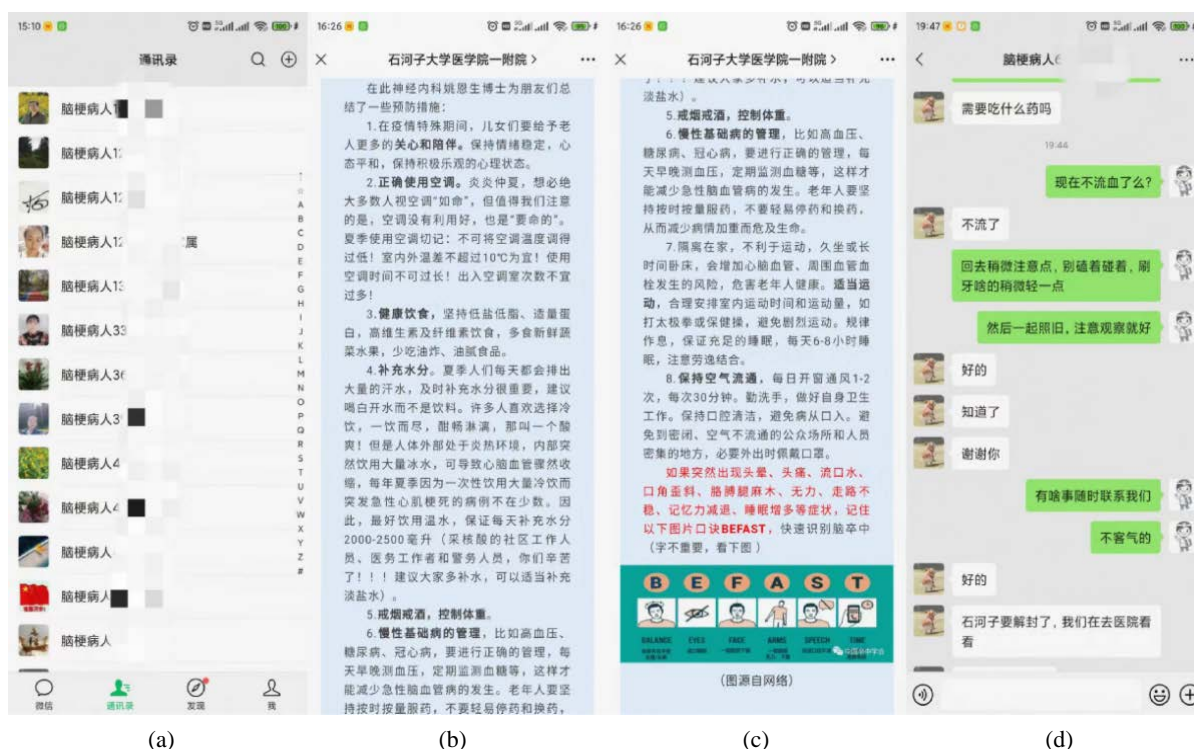 15:10
通讯录
脑梗病人1
脑梗病人12
脑梗病人12
脑梗病人12 属
脑梗病人13
脑梗病人33
脑梗病人36
脑梗病人3
脑梗病人4
脑梗病人4
脑梗病人
脑梗病人
脑梗病人
A
B
C
D
E
F
G
H
I
J
K
L
M
N
O
P
Q
R
S
T
U
V
W
X
Y
Z
#
微信
通讯录
发现
我
(a)
16:26
石河子大学医学院一附院
在此神经内科姚恩生博士为朋友们总
结了一些预防措施：
1.在疫情特殊期间，儿女们要给予老
人更多的关心和陪伴。保持情绪稳定，心
态平和，保持积极乐观的心理状态。
2.正确使用空调。炎炎仲夏，想必绝
大多数人视空调“如命”，但值得我们注意
的是，空调没有利用好，也是“要命的”。
夏季使用空调切记：不可将空调温度调得
过低！室内外温差不超过10℃为宜！使用
空调时间不可过长！出入空调室次数不宜
过多！
3.健康饮食，坚持低盐低脂、适量蛋
白，高维生素及纤维素饮食，多食新鲜蔬
菜水果，少吃油炸、油腻食品。
4.补充水分。夏季人们每天都会排出
大量的汗水，及时补充水分很重要，建议
喝白开水而不是饮料。许多人喜欢选择冷
饮，一饮而尽，酣畅淋漓，那叫一个酸
爽！但是人体外部处于炎热环境，内部突
然饮用大量冰水，可导致心脑血管骤然收
缩，每年夏季因为一次性饮用大量冷饮而
突发急性心肌梗死的病例不在少数。因
此，最好饮用温水，保证每天补充水分
2000-2500毫升（采核酸的社区工作人
员、医务工作者和警务人员，你们辛苦
了！！！建议大家多补水，可以适当补充
淡盐水）。
5.戒烟戒酒，控制体重。
6.慢性基础病的管理，比如高血压、
糖尿病、冠心病，要进行正确的管理，每
天早晚测血压，定期监测血糖等，这样才
能减少急性脑血管病的发生。老年人要坚
持按时按量服药，不要轻易停药和换药，
(b)
16:26
石河子大学医学院一附院
了！！！建议大家多补水，可以适当补充
淡盐水）。
5.戒烟戒酒，控制体重。
6.慢性基础病的管理，比如高血压、
糖尿病、冠心病，要进行正确的管理，每
天早晚测血压，定期监测血糖等，这样才
能减少急性脑血管病的发生。老年人要坚
持按时按量服药，不要轻易停药和换药，
从而减少病情加重而危及生命。
7.隔离在家，不利于运动，久坐或长
时间卧床，会增加心脑血管、周围血管血
栓发生的风险，危害老年人健康。适当运
动，合理安排室内运动时间和运动量，如
打太极拳或保健操，避免剧烈运动。规律
作息，保证充足的睡眠，每天6-8小时睡
眠，注意劳逸结合。
8.保持空气流通，每日开窗通风1-2
次，每次30分钟。勤洗手，做好自身卫生
工作。保持口腔清洁，避免病从口入。避
免到密闭、空气不流通的公众场所和人员
密集的地方，必要外出时佩戴口罩。
如果突然出现头晕、头痛、流口水、
口角歪斜、胳膊腿麻木、无力、走路不
稳、记忆力减退、睡眠增多等症状，记住
以下图片口诀BEFAST，快速识别脑卒中
（字不重要，看下图）
B E F A S T
BALANCE EYES FACE ARMS SPEECH TIME
（图源自网络）
(c)
19:47
脑梗病人6
需要吃什么药吗
19:44
现在不流血了么？
不流了
回去稍微注意点，别磕着碰着，刷
牙啥的稍微轻一点
然后一起照旧，注意观察就好
好的
知道了
谢谢你
有啥事随时联系我们
不客气的
好的
石河子要解封了，我们在去医院看
看
(d)